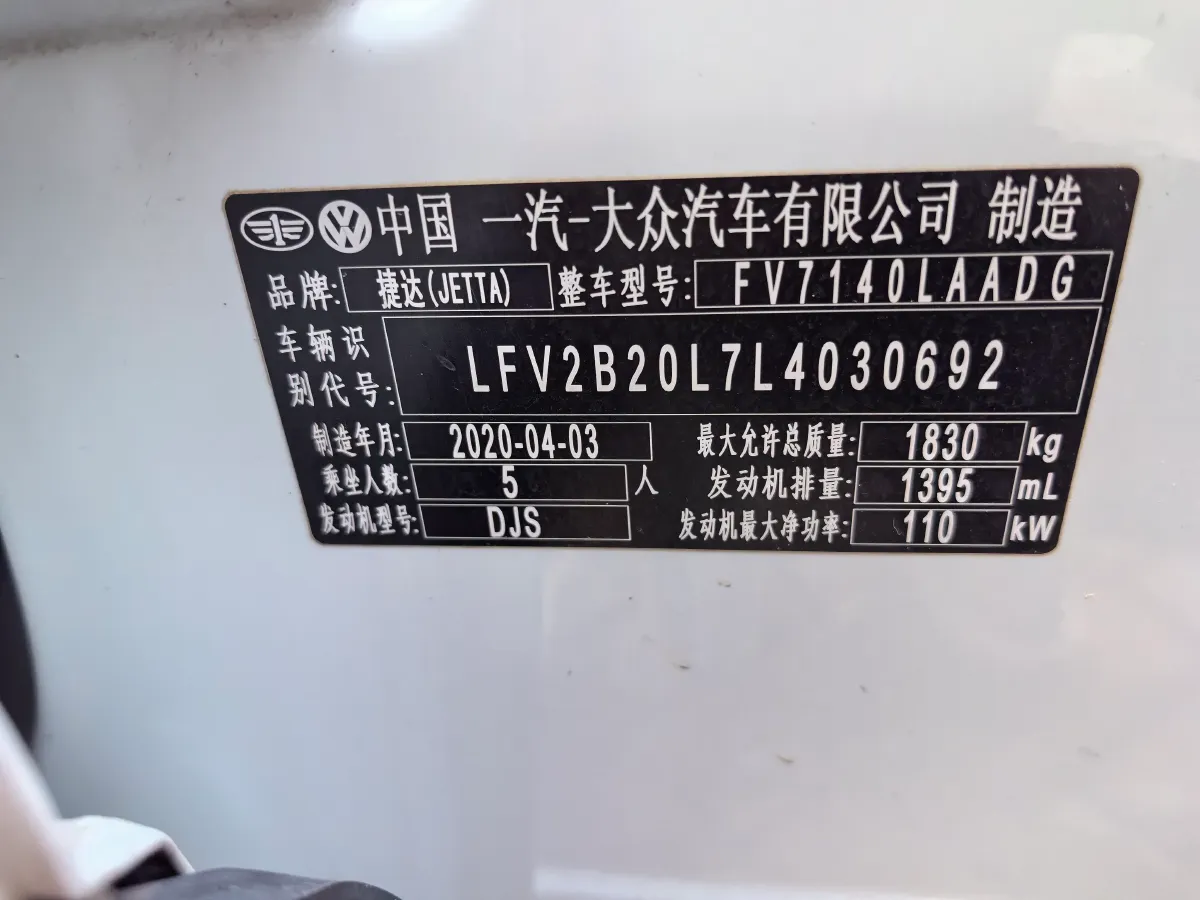 中国 一汽-大众汽车有限公司 制造
品牌: 捷达(JETTA) 整车型号: FV7140LAADG
车辆识别代号: LFV2B20L7L4030692
制造年月: 2020-04-03 最大允许总质量: 1830 kg
乘坐人数: 5 人 发动机排量: 1395 mL
发动机型号: DJS 发动机最大净功率: 110 kW